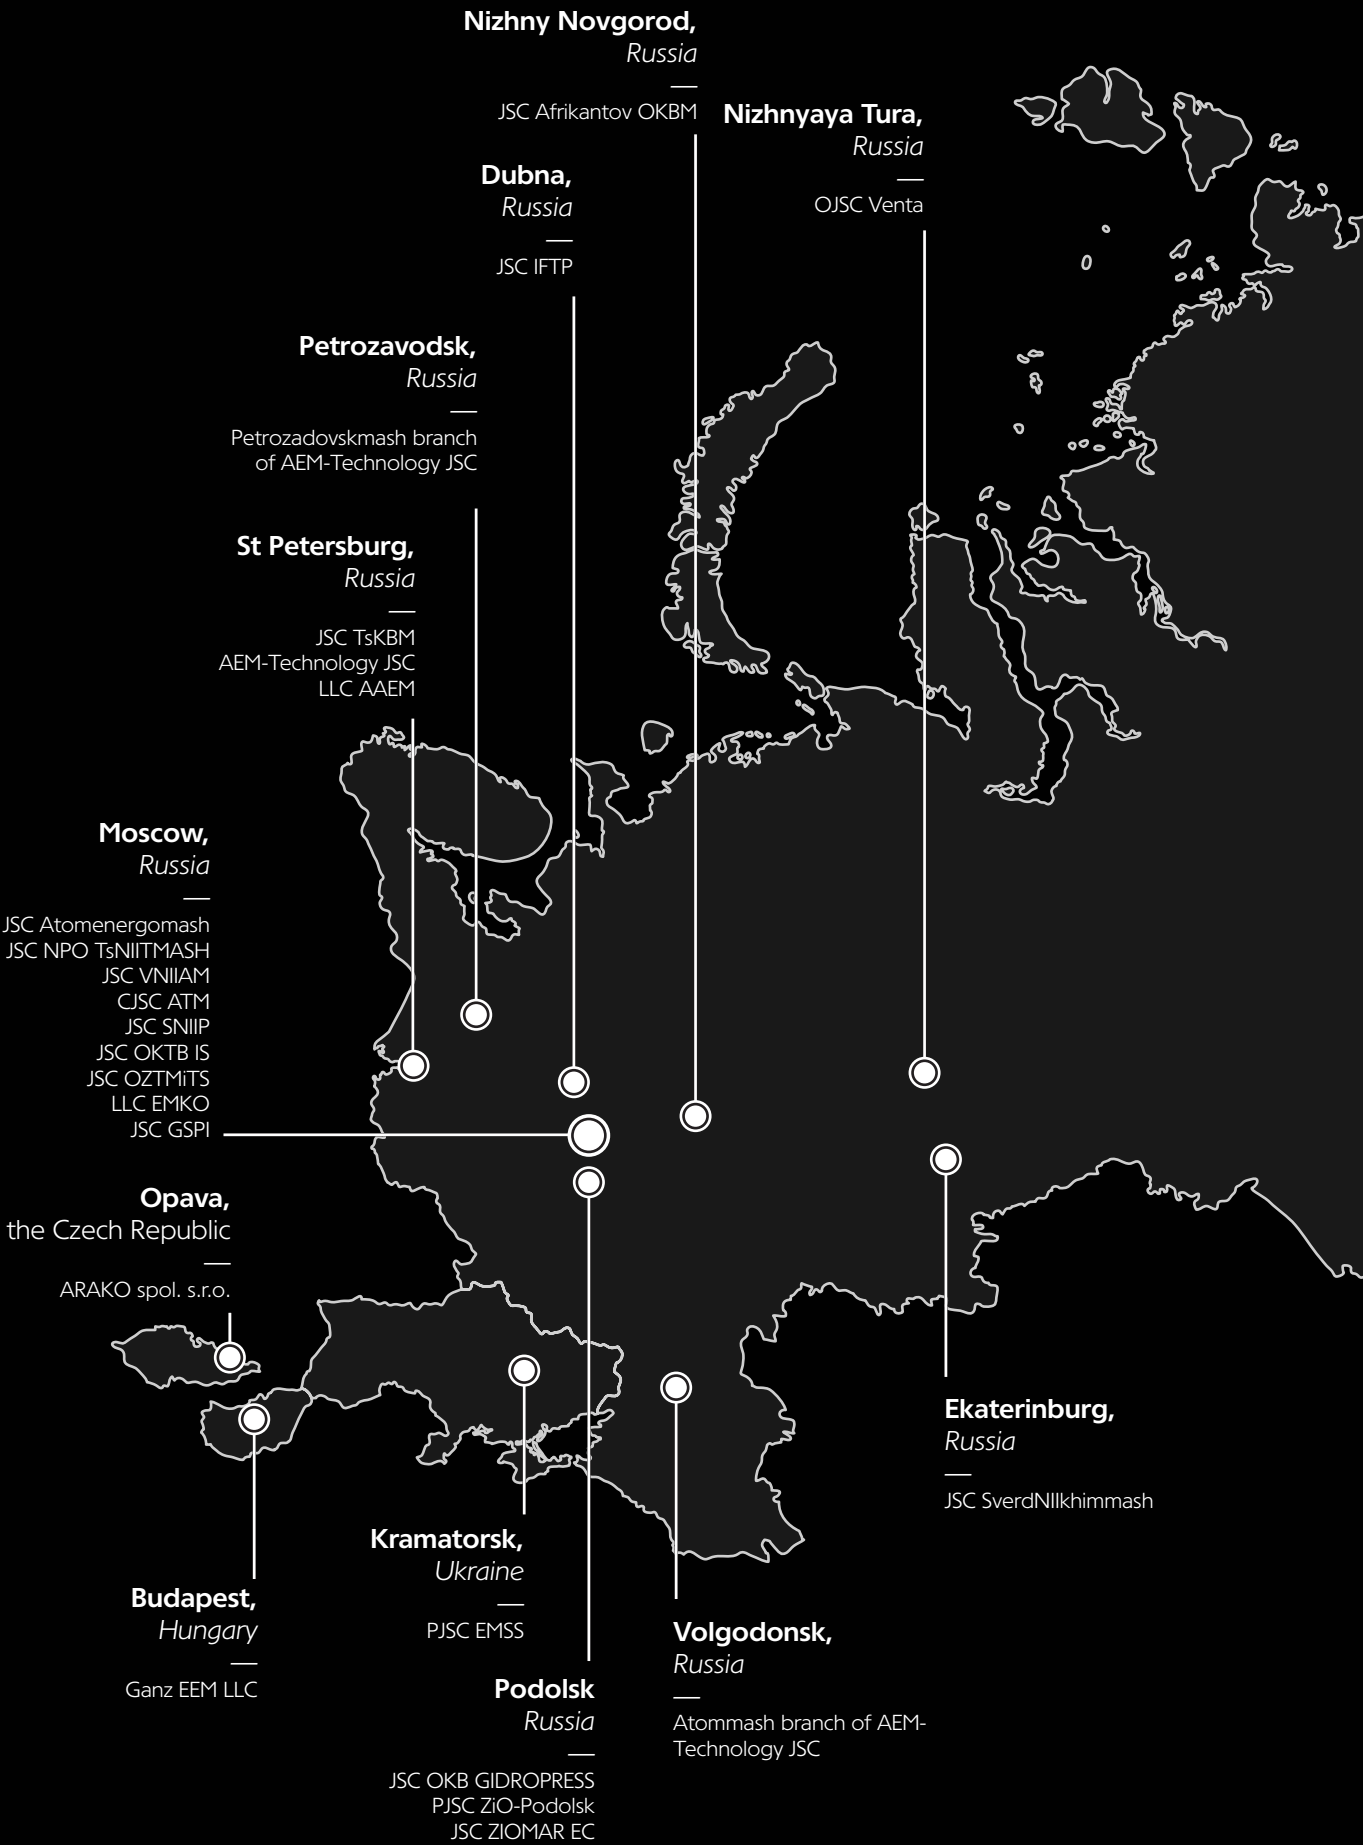 Nizhny Novgorod,
Russia
JSC Afrikantov OKBM
Nizhnyaya Tura,
Russia
OJSC Venta
Dubna,
Russia
JSC IFTP
Petrozavodsk,
Russia
Petrozadovskmash branch
of AEM-Technology JSC
St Petersburg,
Russia
JSC TsKBM
AEM-Technology JSC
LLC AAEM
Moscow,
Russia
JSC Atomenergomash
JSC NPO TsNIITMASH
JSC VNIIAM
CJSC ATM
JSC SNIIP
JSC OKTB IS
JSC OZTMiTS
LLC EMKO
JSC GSPI
Opava,
the Czech Republic
ARAKO spol. s.r.o.
Ekaterinburg,
Russia
JSC SverdNIIkhimmash
Kramatorsk,
Ukraine
PJSC EMSS
Budapest,
Hungary
Ganz EEM LLC
Volgodonsk,
Russia
Atommash branch of AEM-
Technology JSC
Podolsk
Russia
JSC OKB GIDROPRESS
PJSC ZiO-Podolsk
JSC ZIOMAR EC